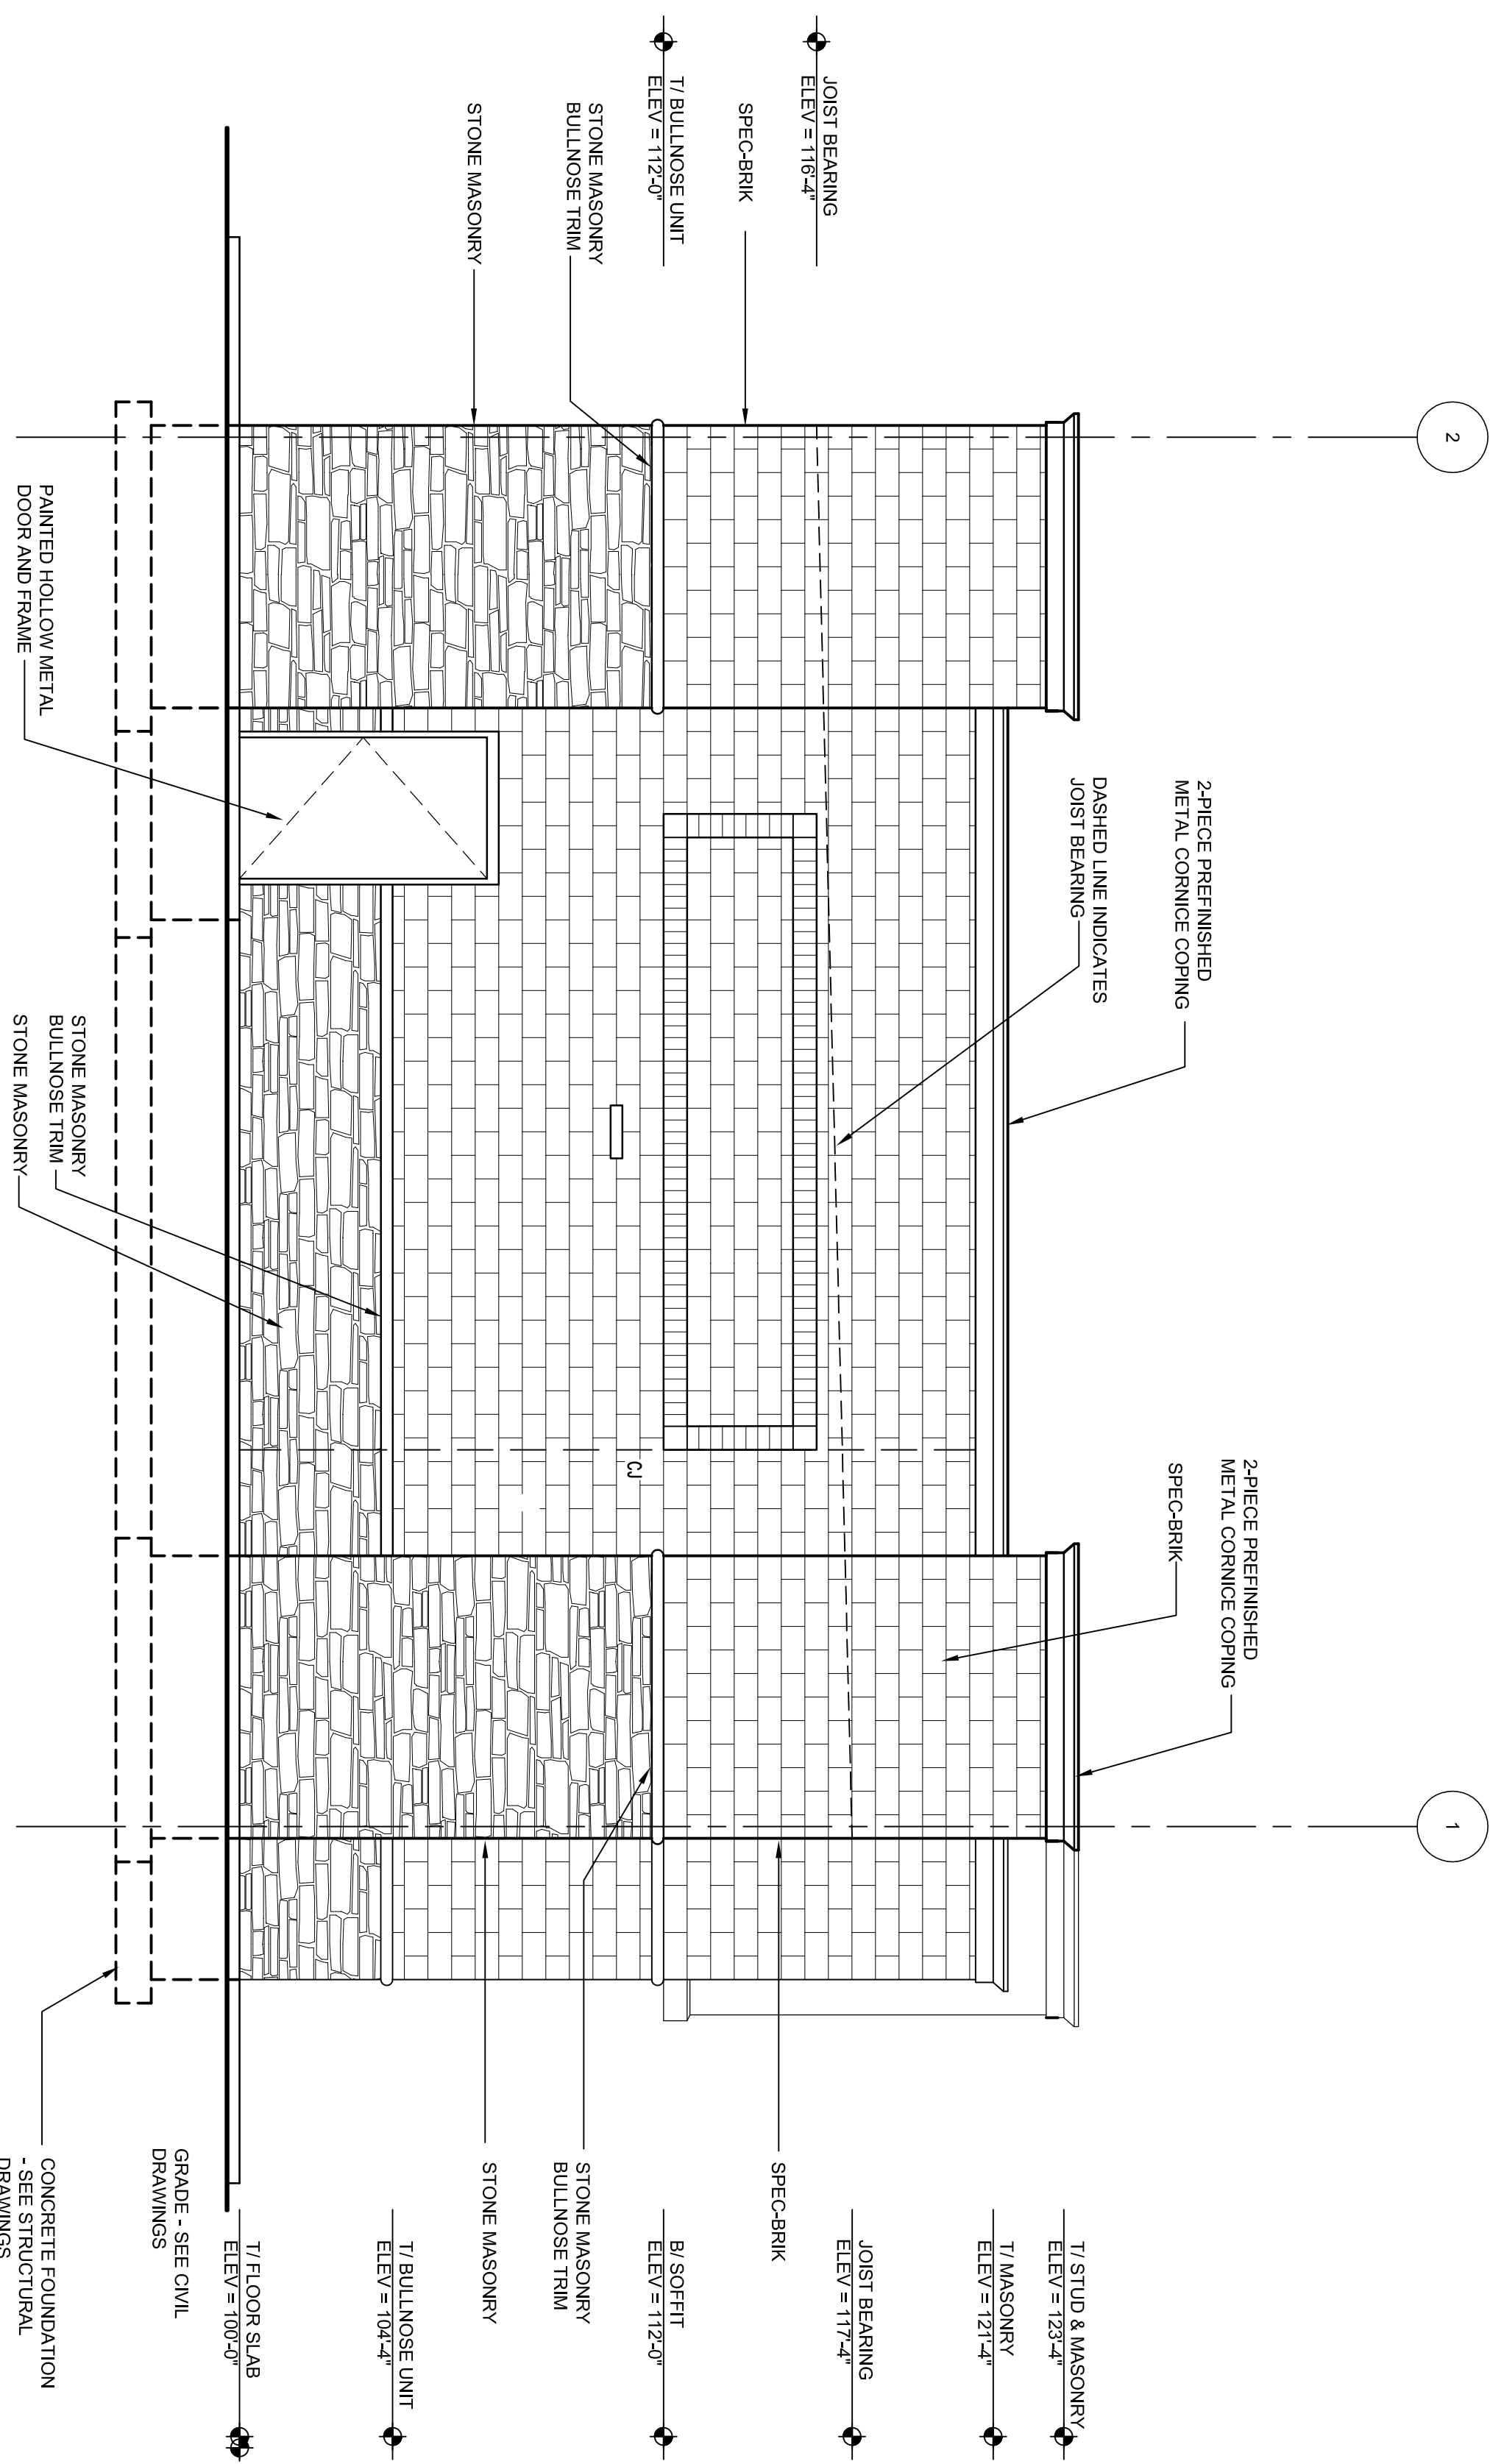 2
1
2-PIECE PREFINISHED
METAL CORNICE COPING
SPEC-BRIK
2-PIECE PREFINISHED
METAL CORNICE COPING
DASHED LINE INDICATES
JOIST BEARING
JOIST BEARING
ELEV = 116'-4"
SPEC-BRIK
T/ BULLNOSE UNIT
ELEV = 112'-0"
STONE MASONRY
BULLNOSE TRIM
STONE MASONRY
CJ
T/ STUD & MASONRY
ELEV = 123'-4"
T/ MASONRY
ELEV = 121'-4"
JOIST BEARING
ELEV = 117'-4"
SPEC-BRIK
B/ SOFFIT
ELEV = 112'-0"
STONE MASONRY
BULLNOSE TRIM
STONE MASONRY
T/ BULLNOSE UNIT
ELEV = 104'-4"
T/ FLOOR SLAB
ELEV = 100'-0"
GRADE - SEE CIVIL
DRAWINGS
PAINTED HOLLOW METAL
DOOR AND FRAME
STONE MASONRY
BULLNOSE TRIM
STONE MASONRY
CONCRETE FOUNDATION
- SEE STRUCTURAL
DRAWINGS